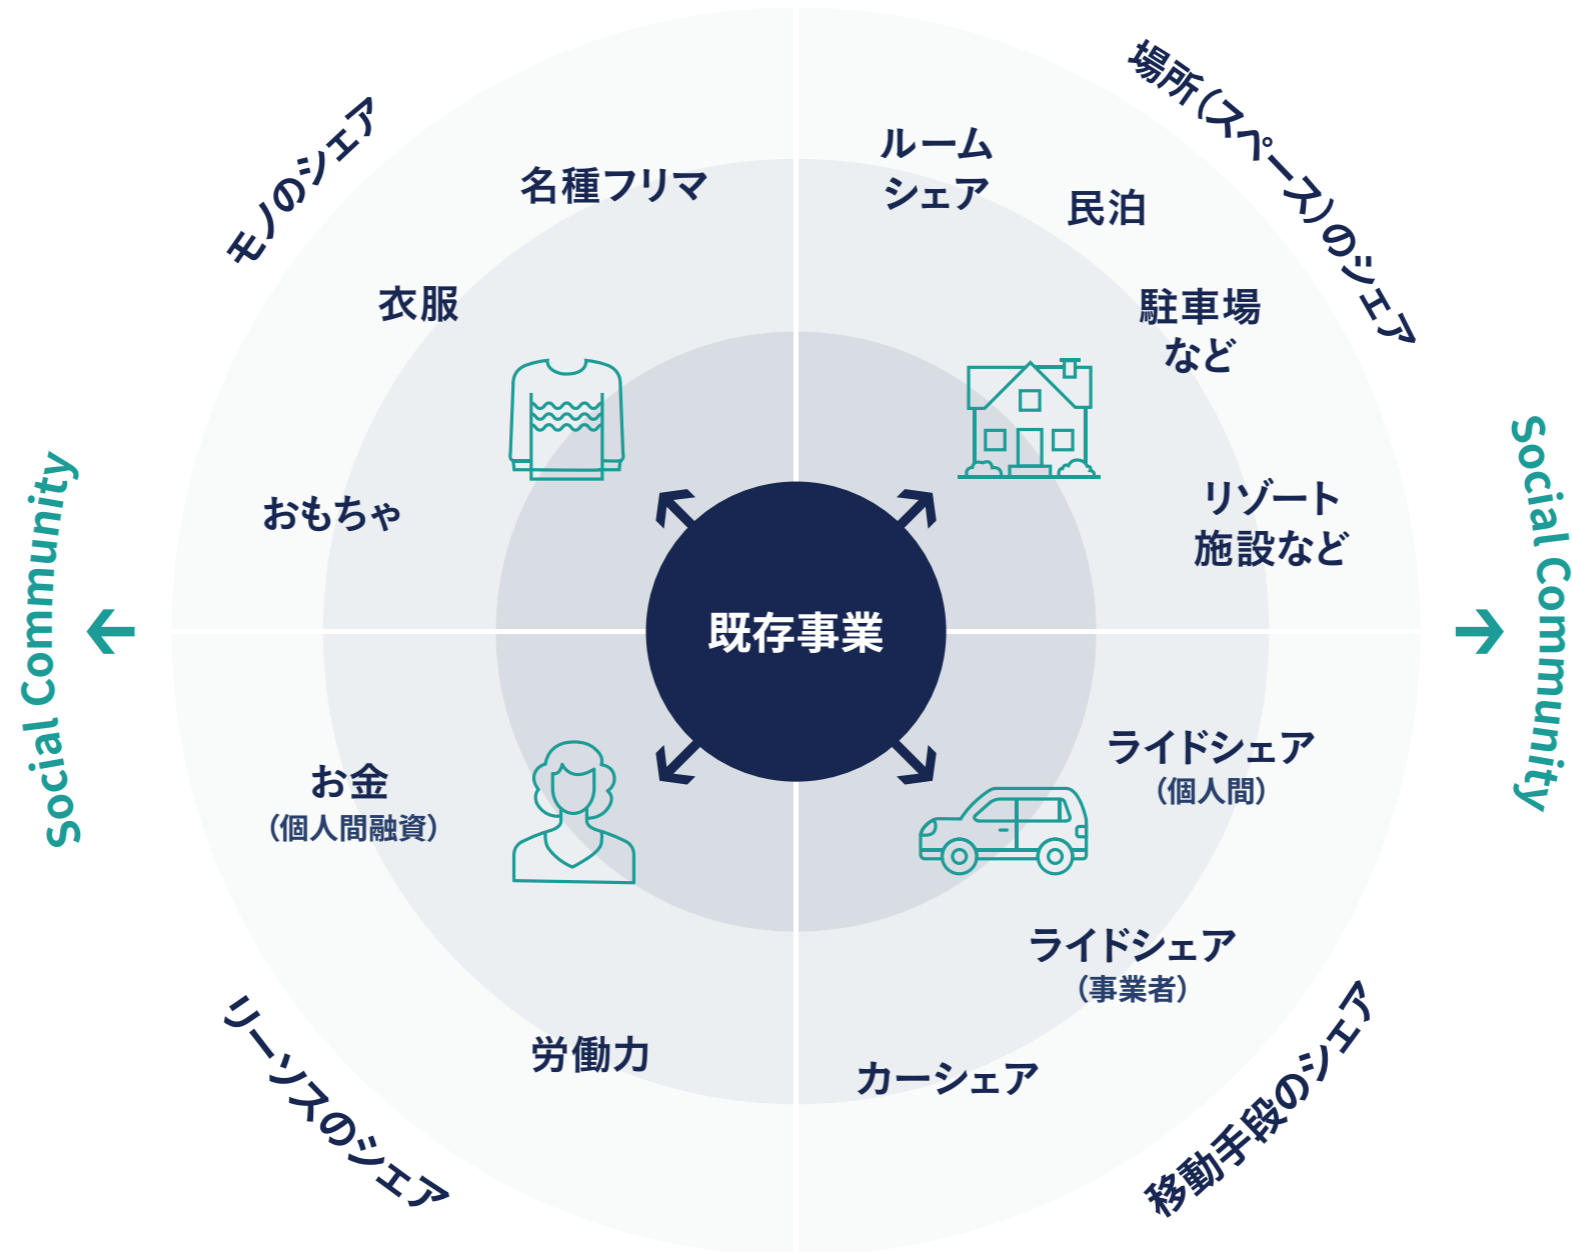 モノのシェア
名種フリマ
衣服
おもちゃ
場所(スペース)のシェア
ルーム
シェア
民泊
駐車場
など
リゾート
施設など
Social Community
既存事業
Social Community
お金
(個人間融資)
労働力
リーソスのシェア
ライドシェア
(個人間)
ライドシェア
(事業者)
カーシェア
移動手段のシェア